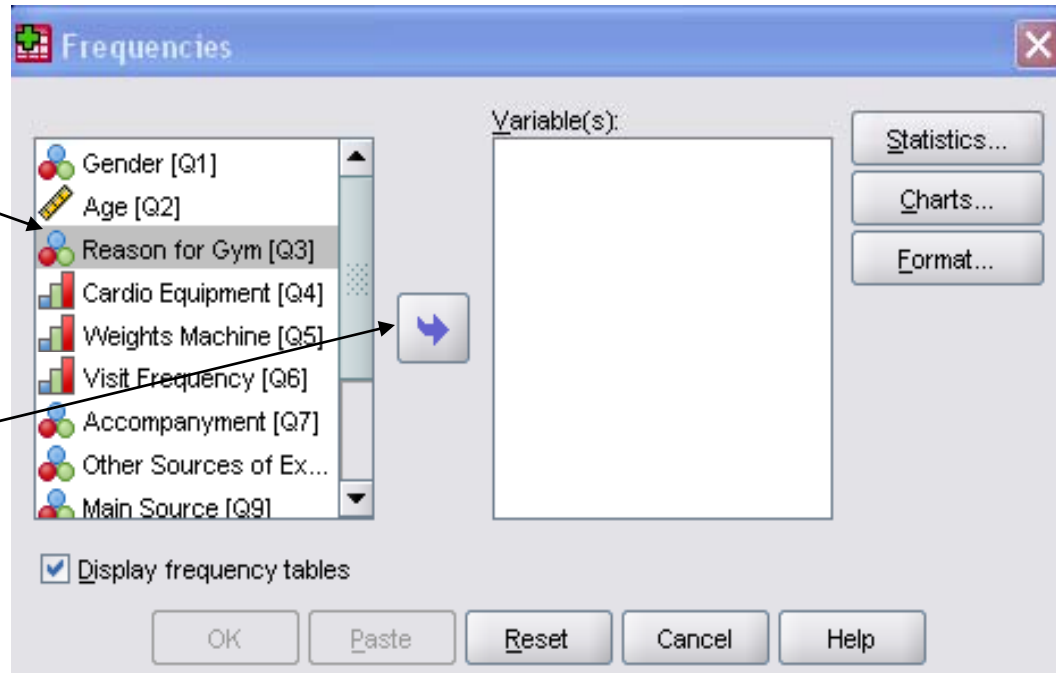 Frequencies
Variable(s):
Gender [Q1]
Age [Q2]
Reason for Gym [Q3]
Cardio Equipment [Q4]
Weights Machine [Q5]
Visit Frequency [Q6]
Accompanyment [Q7]
Other Sources of Ex...
Main Source [Q9]
Statistics...
Charts...
Format...
Display frequency tables
OK
Paste
Reset
Cancel
Help